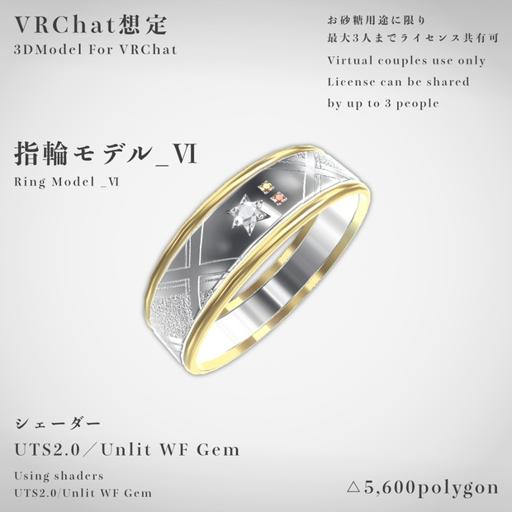 VRChat想定
3DModel For VRChat
お砂糖用途に限り
最大3人までライセンス共有可
Virtual couples use only
License can be shared
by up to 3 people
指輪モデル_Ⅵ
Ring Model _Ⅵ
シェーダー
UTS2.0／Unlit WF Gem
Using shaders
UTS2.0/Unlit WF Gem
△5,600polygon